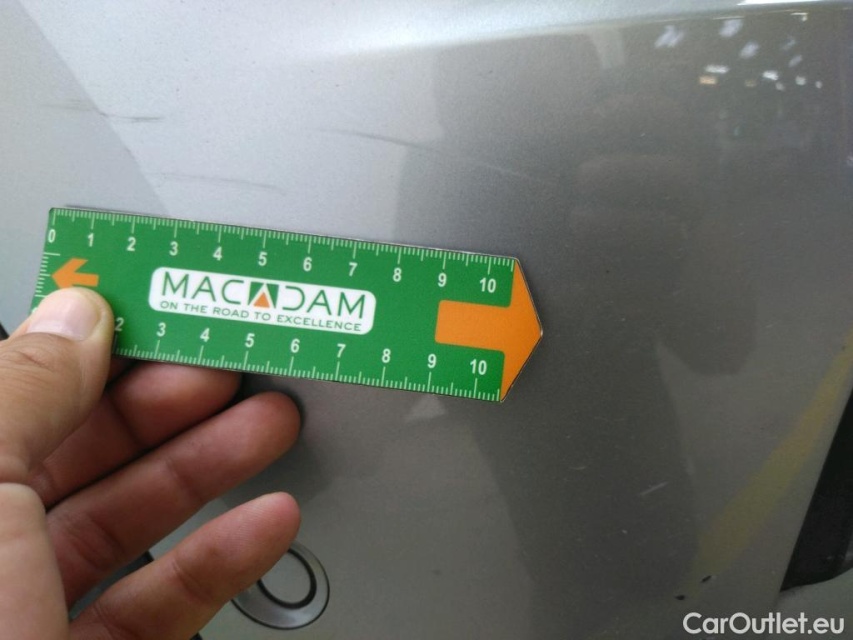 0 1 2 3 4 5 6 7 8 9 10
MACADAM
ON THE ROAD TO EXCELLENCE
2 3 4 5 6 7 8 9 10
CarOutlet.eu